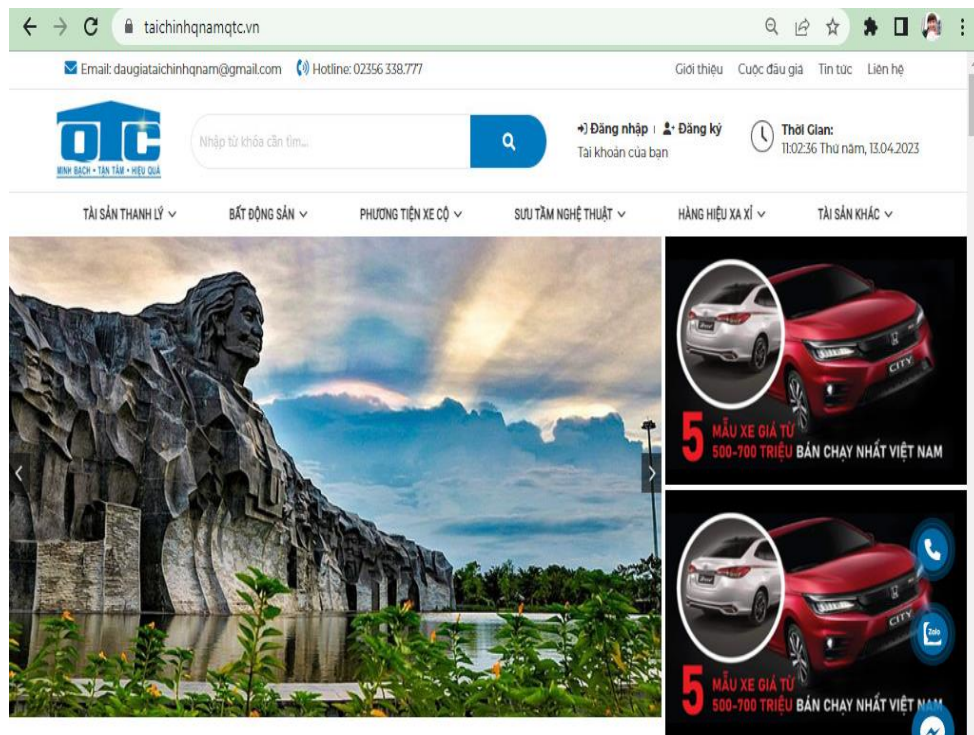 taichinhqnamqtc.vn
Email: daugiataichinhqnam@gmail.com Hotline: 02356 338.777 Giới thiệu Cuộc đấu giá Tin tức Liên hệ
QTC
MINH BẠCH - TẬN TÂM - HIỆU QUẢ
Nhập từ khóa cần tìm...
Đăng nhập Đăng ký
Tài khoản của bạn
Thời Gian:
11:02:36 Thứ năm, 13.04.2023
TÀI SẢN THANH LÝ BẤT ĐỘNG SẢN PHƯƠNG TIỆN XE CỘ SƯU TẦM NGHỆ THUẬT HÀNG HIỆU XA XỈ TÀI SẢN KHÁC
CITY
5 MẪU XE GIÁ TỪ
500-700 TRIỆU BÁN CHẠY NHẤT VIỆT NAM
CITY
Zalo
5 MẪU XE GIÁ TỪ
500-700 TRIỆU BÁN CHẠY NHẤT VIỆT NAM